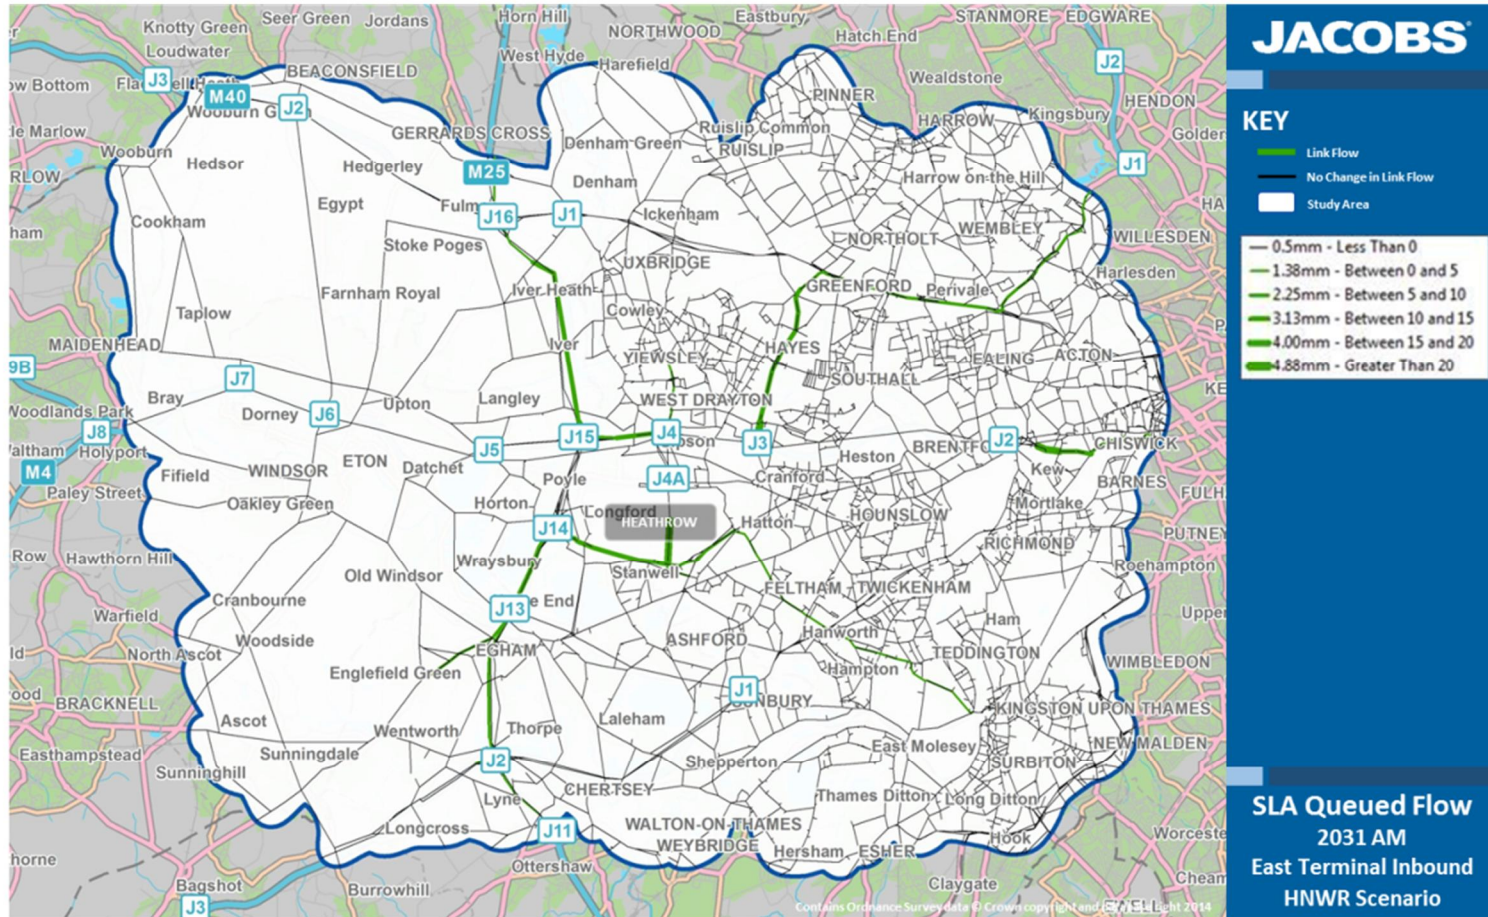 Knotty Green
Seer Green
Jordans
Horn Hill
Eastbury
STANMORE
EDGWARE
Loudwater
West Hyde
NORTHWOOD
Hatch End
J3
BEACONSFIELD
Harefield
J2
M40
J2
Wealdstone
HENDON
PINNER
GERRARDS CROSS
Ruislip Common
HARROW
Kingsbury
Denham Green
RUISLIP
Wooburn
Hedsor
Hedgerley
M25
Denham
Harrow on the Hill
J1
Cookham
Egypt
J16
J1
Ickenham
Stoke Poges
NORTHOLT
WEMBLEY
WILLESDEN
UXBRIDGE
Harlesden
Farnham Royal
Iver Heath
GREENFORD
Perivale
Taplow
Cowley
MAIDENHEAD
Iver
YIEWSLEY
HAYES
EALING
ACTON
9B
J7
SOUTHALL
Bray
Dorney
J6
Upton
Langley
WEST DRAYTON
Woodlands Park
J8
J5
J15
J4
J3
BRENTFO
J2
CHISWICK
Holyport
M4
Fifield
WINDSOR
ETON
Datchet
Heston
Kew
Paley Street
Poyle
J4A
Cranford
BARNES
Oakley Green
Horton
Longford
HEATHROW
Hatton
HOUNSLOW
Mortlake
J14
RICHMOND
PUTNEY
Hawthorn Hill
Wraysbury
Stanwell
Roehampton
Old Windsor
FELTHAM
TWICKENHAM
Cranbourne
J13
e End
Ham
Warfield
Woodside
Hanworth
EGHAM
ASHFORD
TEDDINGTON
North Ascot
Englefield Green
Hampton
WIMBLEDON
BRACKNELL
J1
KINGSTON UPON THAMES
Ascot
Wentworth
Thorpe
Laleham
East Molesey
NEW MALDEN
Easthampstead
Sunningdale
J2
Shepperton
SURBITON
Sunninghill
Lyne
CHERTSEY
Thames Ditton
Long Ditton
Longcross
J11
WALTON-ON-THAMES
Hook
WEYBRIDGE
Hersham
ESHER
Ottershaw
Bagshot
Burrowhill
Claygate
J3
JACOBS
KEY
Link Flow
No Change in Link Flow
Study Area
0.5mm - Less Than 0
1.38mm - Between 0 and 5
2.25mm - Between 5 and 10
3.13mm - Between 10 and 15
4.00mm - Between 15 and 20
4.88mm - Greater Than 20
SLA Queued Flow
2031 AM
East Terminal Inbound
HNWR Scenario
Contains Ordnance Survey data © Crown copyright and
2014